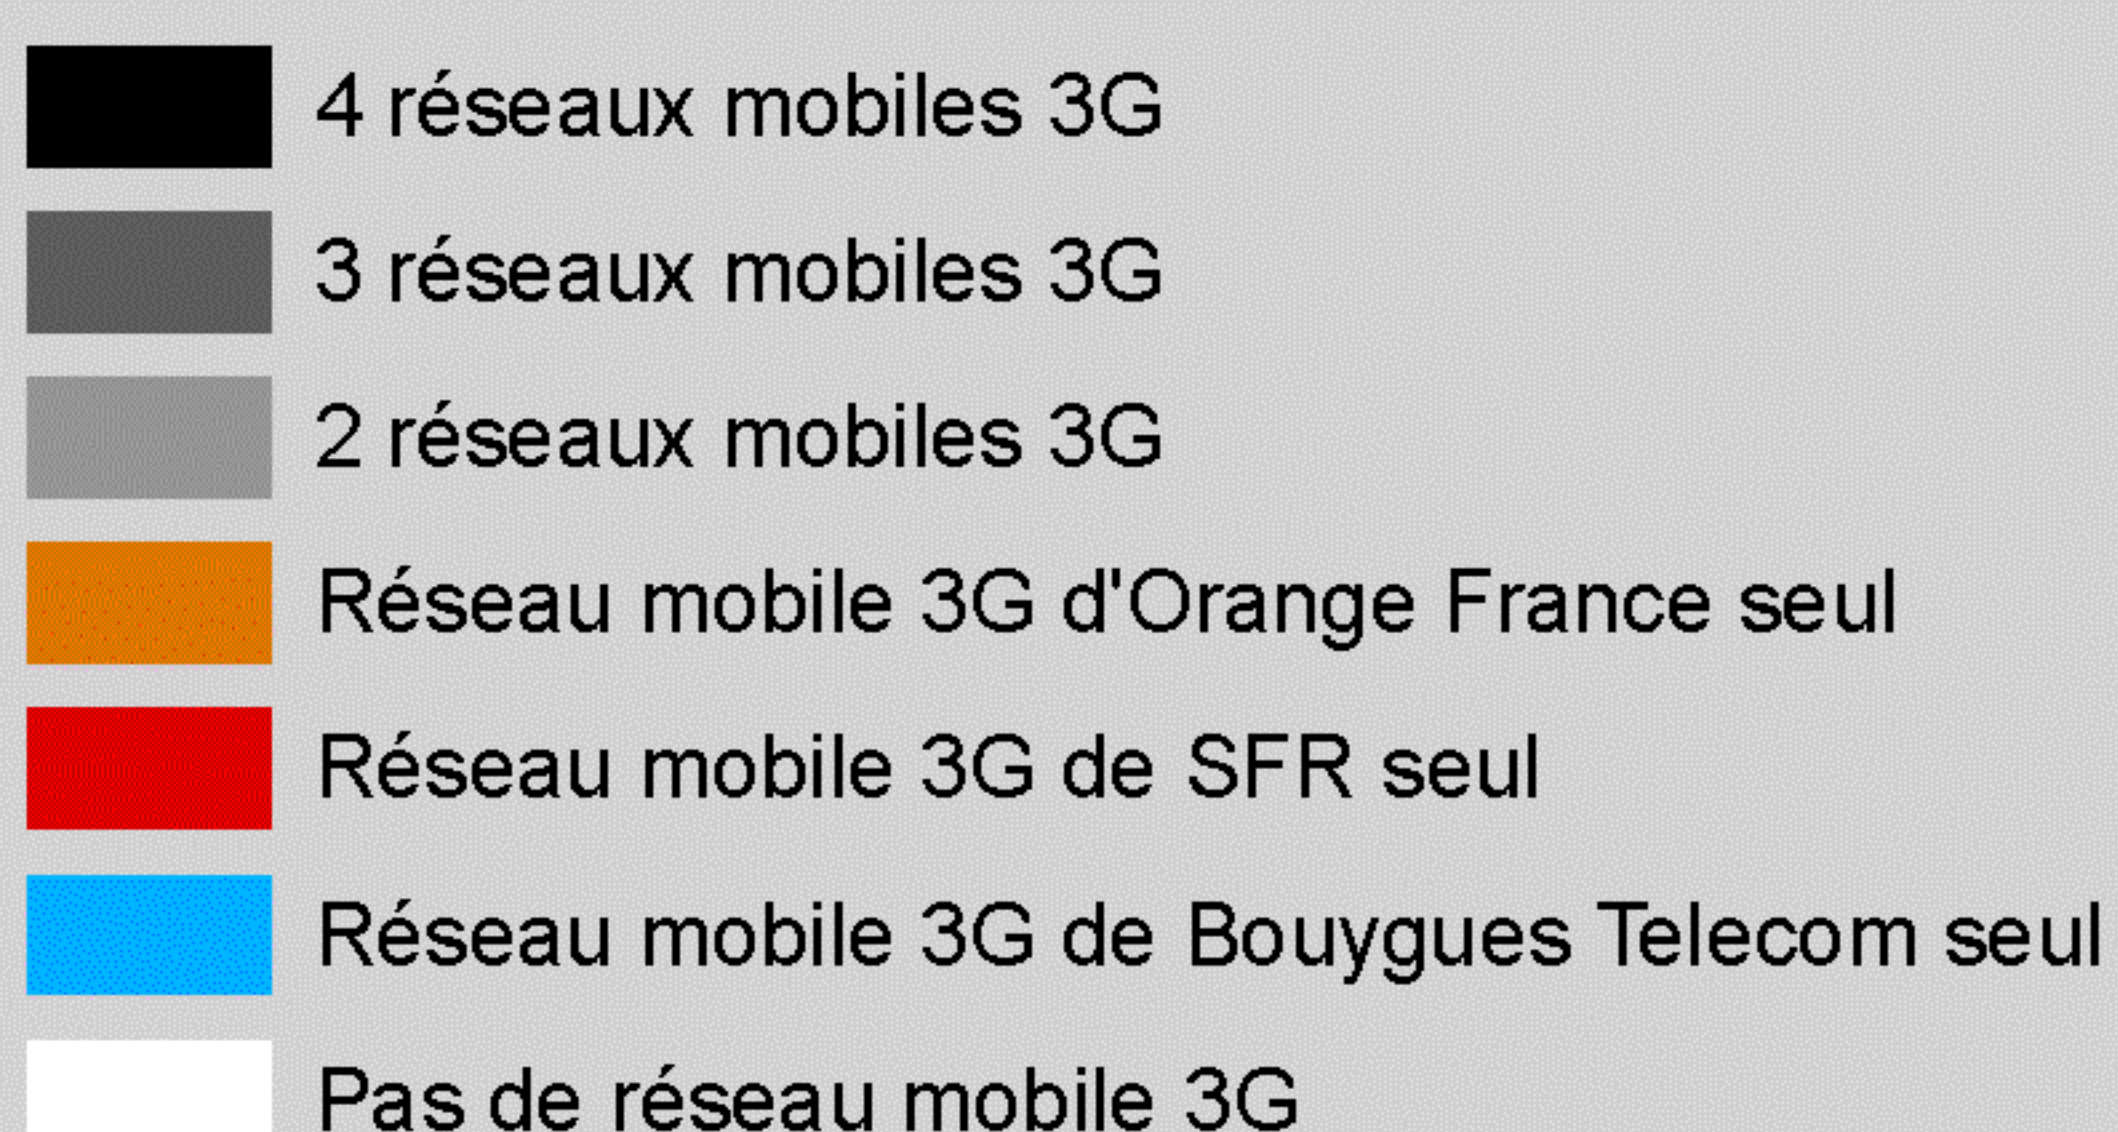 4 réseaux mobiles 3G
3 réseaux mobiles 3G
2 réseaux mobiles 3G
Réseau mobile 3G d'Orange France seul
Réseau mobile 3G de SFR seul
Réseau mobile 3G de Bouygues Telecom seul
Pas de réseau mobile 3G